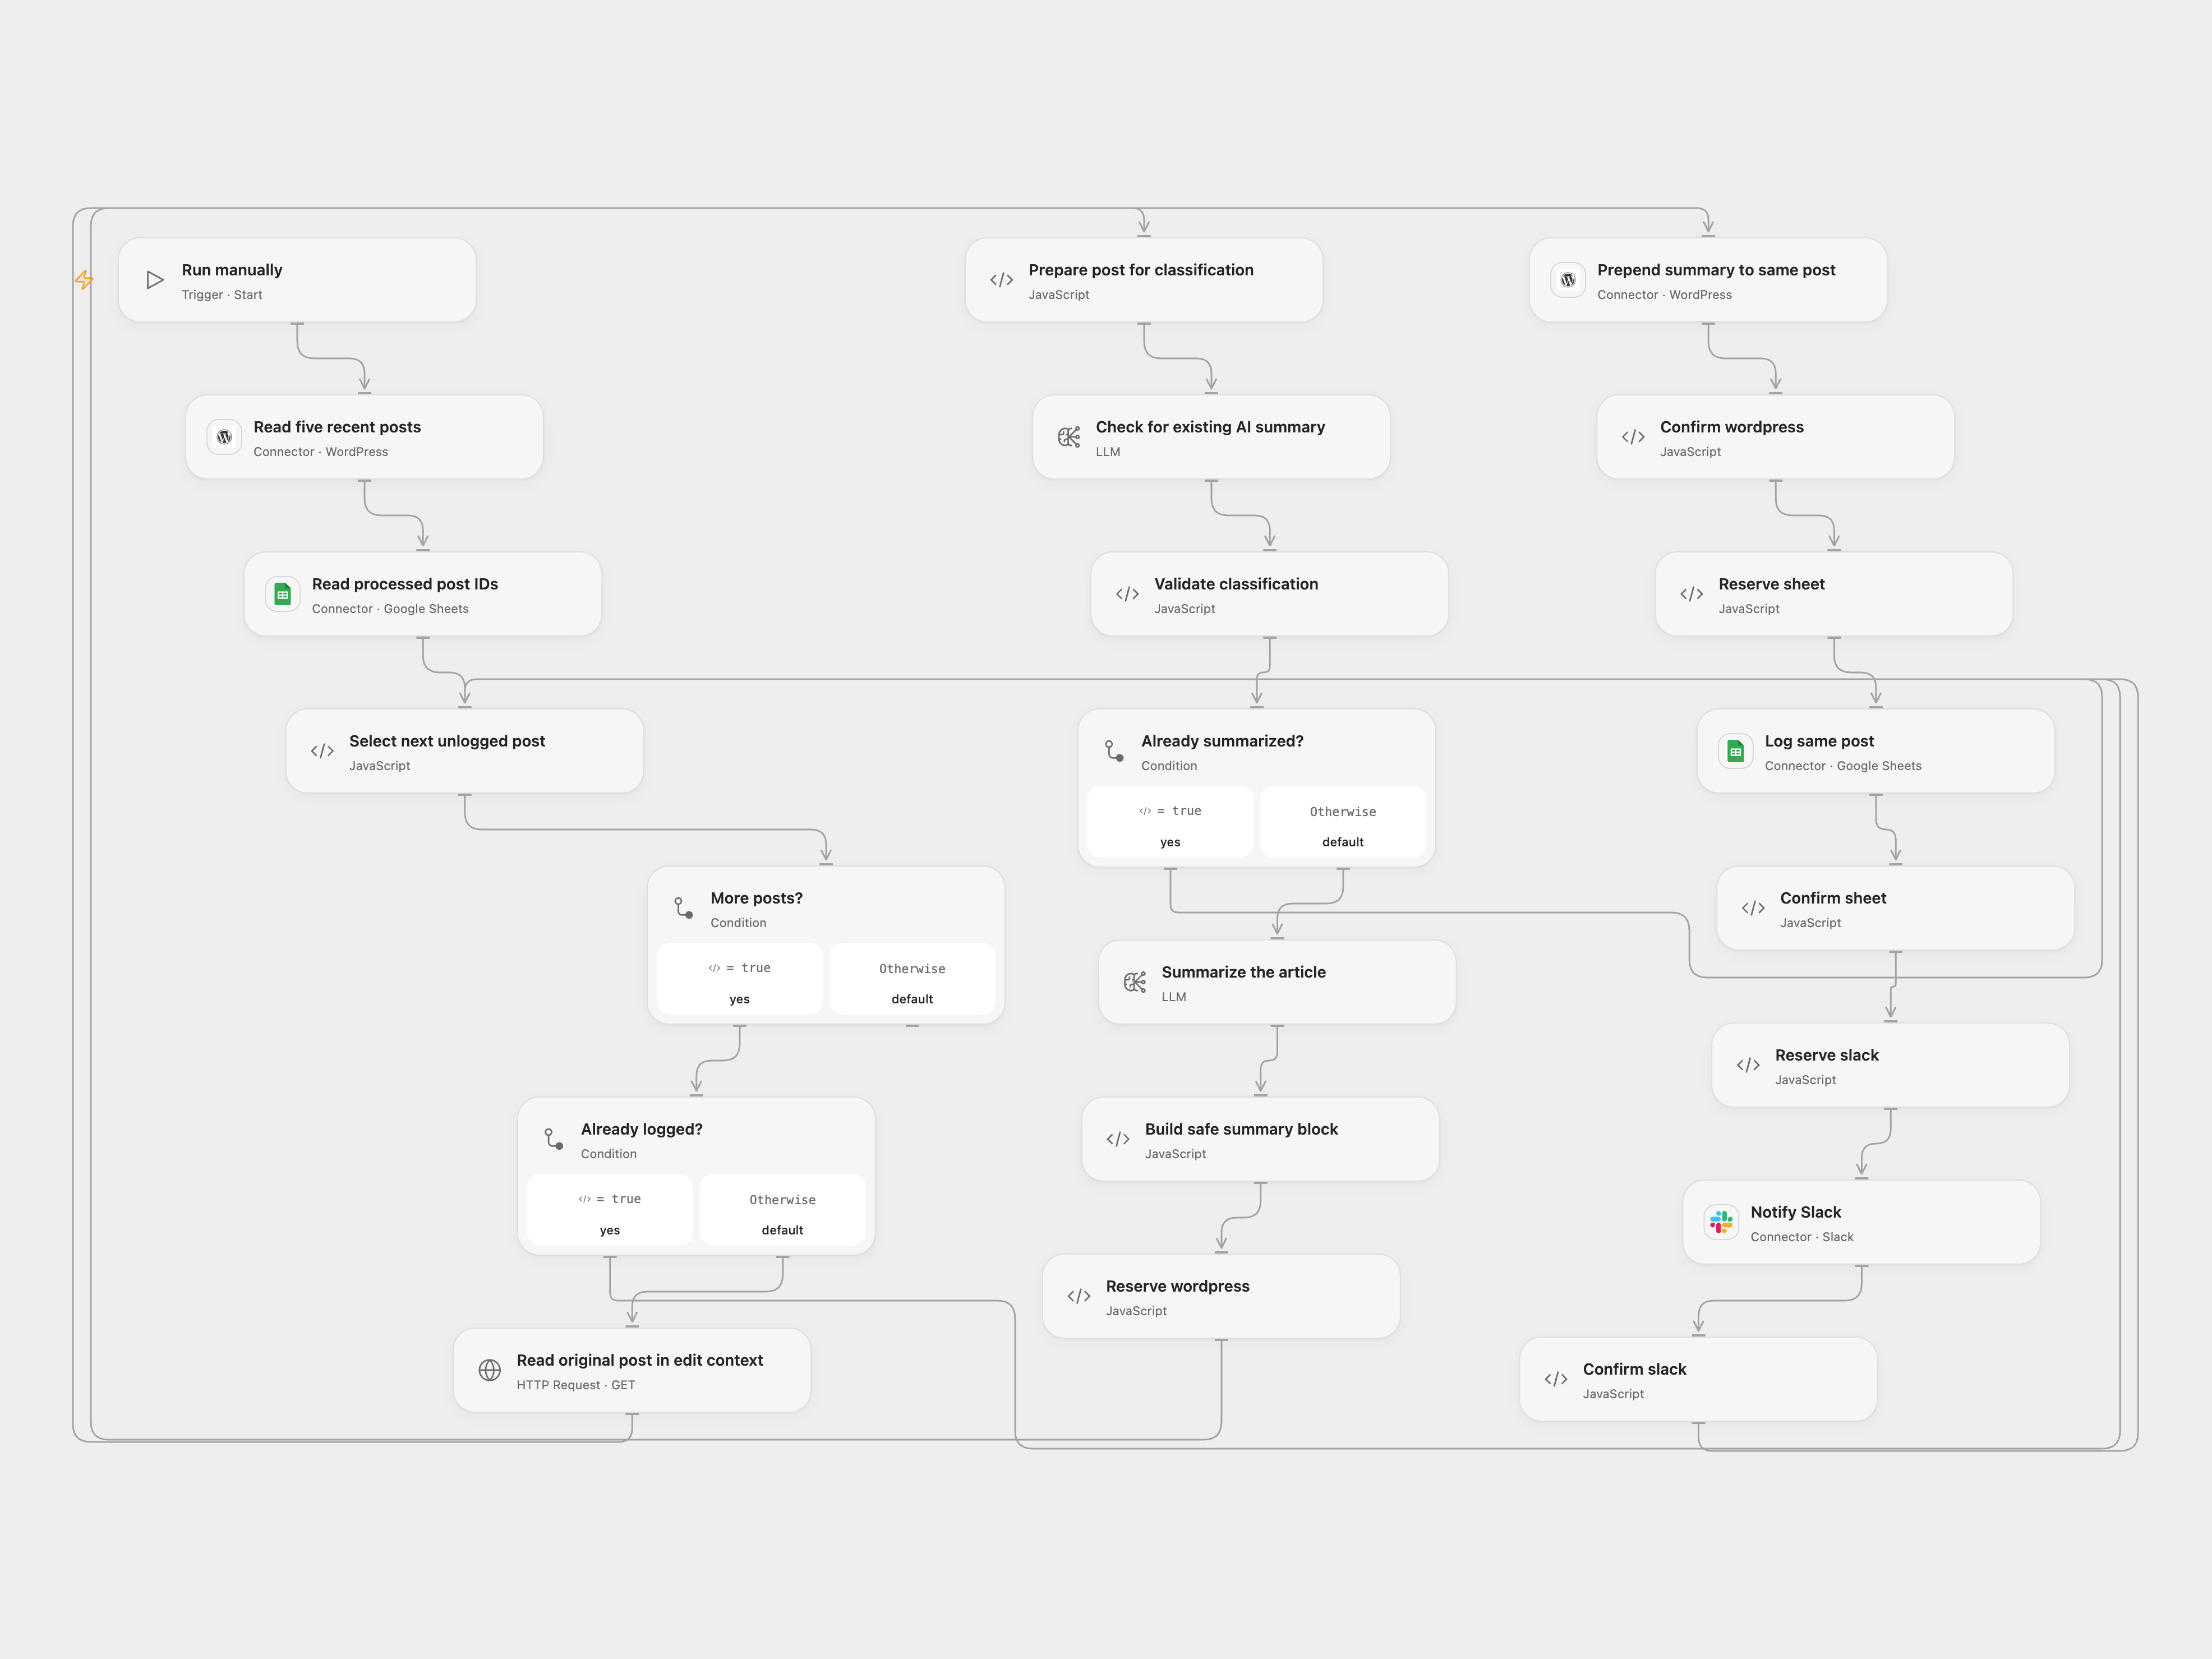 Run manually
Trigger · Start
Read five recent posts
Connector · WordPress
Read processed post IDs
Connector · Google Sheets
Select next unlogged post
JavaScript
More posts?
Condition
</> = true
yes
Otherwise
default
Already logged?
Condition
</> = true
yes
Otherwise
default
Read original post in edit context
HTTP Request · GET
Prepare post for classification
JavaScript
Check for existing AI summary
LLM
Validate classification
JavaScript
Already summarized?
Condition
</> = true
yes
Otherwise
default
Summarize the article
LLM
Build safe summary block
JavaScript
Reserve wordpress
JavaScript
Prepend summary to same post
Connector · WordPress
Confirm wordpress
JavaScript
Reserve sheet
JavaScript
Log same post
Connector · Google Sheets
Confirm sheet
JavaScript
Reserve slack
JavaScript
Notify Slack
Connector · Slack
Confirm slack
JavaScript